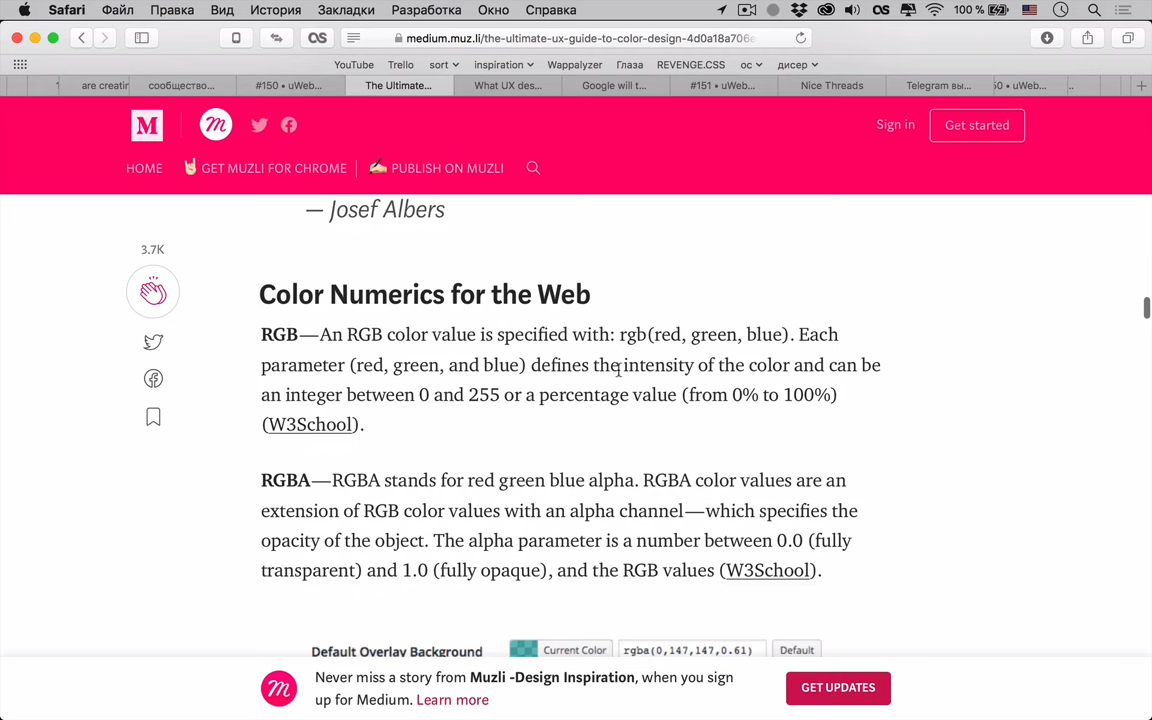 Safari Файл Правка Вид История Закладки Разработка Окно Справка 100 %
medium.muz.li/the-ultimate-ux-guide-to-color-design-4d0a18a706e
YouTube Trello sort inspiration Wappalyzer Глаза REVENGE.CSS ос дисер
are creatin сообщество... #150 • uWeb... The Ultimate... What UX des... Google will t... #151 • uWeb... Nice Threads Telegram вы... 50 • uWeb...
M Sign in Get started
HOME GET MUZLI FOR CHROME PUBLISH ON MUZLI
— Josef Albers
3.7K
Color Numerics for the Web
RGB—An RGB color value is specified with: rgb(red, green, blue). Each
parameter (red, green, and blue) defines the intensity of the color and can be
an integer between 0 and 255 or a percentage value (from 0% to 100%)
(W3School).
RGBA—RGBA stands for red green blue alpha. RGBA color values are an
extension of RGB color values with an alpha channel—which specifies the
opacity of the object. The alpha parameter is a number between 0.0 (fully
transparent) and 1.0 (fully opaque), and the RGB values (W3School).
Default Overlay Background Current Color rgba(0,147,147,0.61) Default
Never miss a story from Muzli -Design Inspiration, when you sign
up for Medium. Learn more
GET UPDATES